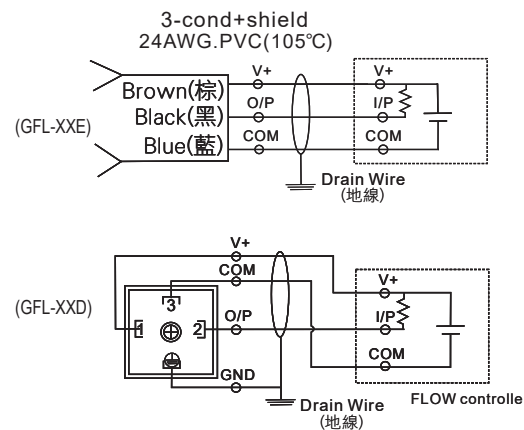 3-cond+shield
24AWG.PVC(105℃)
V+ V+
Brown(棕)
O/P I/P
Black(黑)
(GFL-XXE)
COM COM
Blue(藍)
Drain Wire
(地線)
V+
COM
V+
(GFL-XXD)
3
O/P I/P
1 2
COM
GND
FLOW controlle
Drain Wire
(地線)